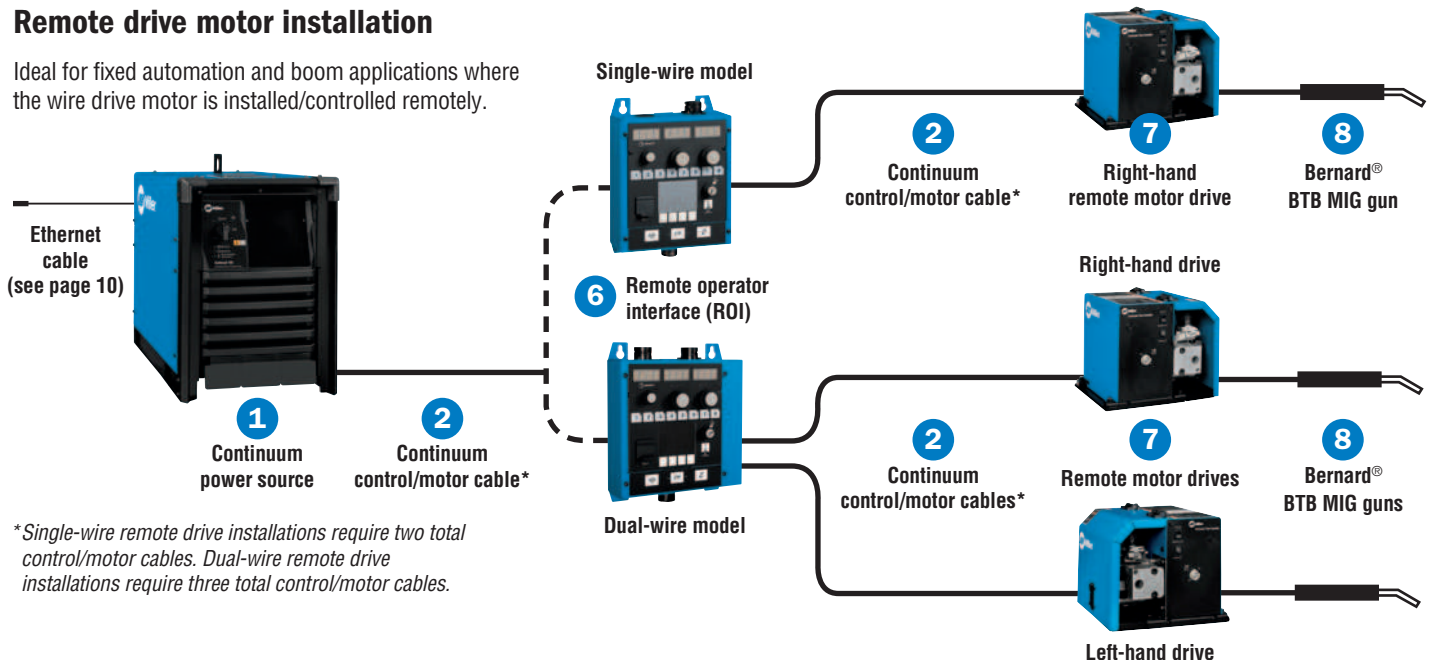 Remote drive motor installation
Ideal for fixed automation and boom applications where
the wire drive motor is installed/controlled remotely.
Ethernet
cable
(see page 10)
Miller
1
Continuum
power source
2
Continuum
control/motor cable*
*Single-wire remote drive installations require two total
control/motor cables. Dual-wire remote drive
installations require three total control/motor cables.
Single-wire model
6
Remote operator
interface (ROI)
Dual-wire model
2
Continuum
control/motor cable*
7
Right-hand
remote motor drive
8
Bernard®
BTB MIG gun
Right-hand drive
2
Continuum
control/motor cables*
7
Remote motor drives
8
Bernard®
BTB MIG guns
Left-hand drive